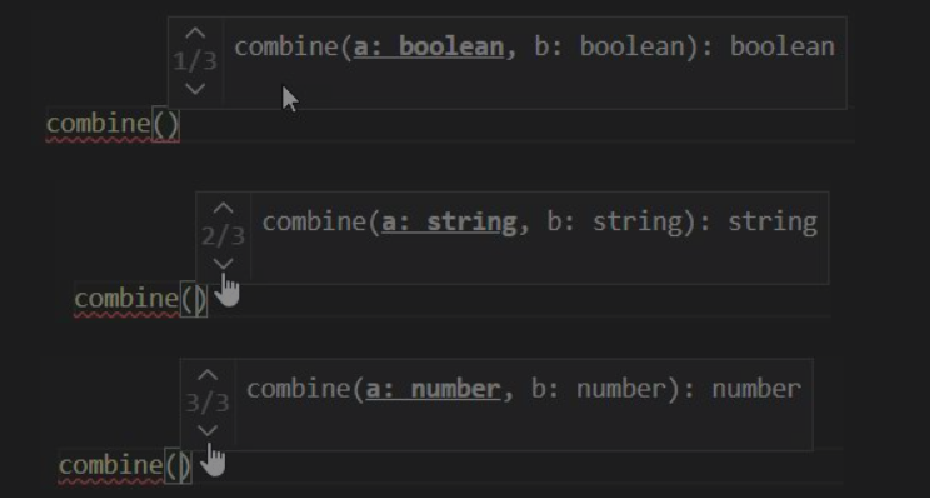 combine(a: boolean, b: boolean): boolean
1/3
combine()
combine(a: string, b: string): string
2/3
combine()
combine(a: number, b: number): number
3/3
combine()